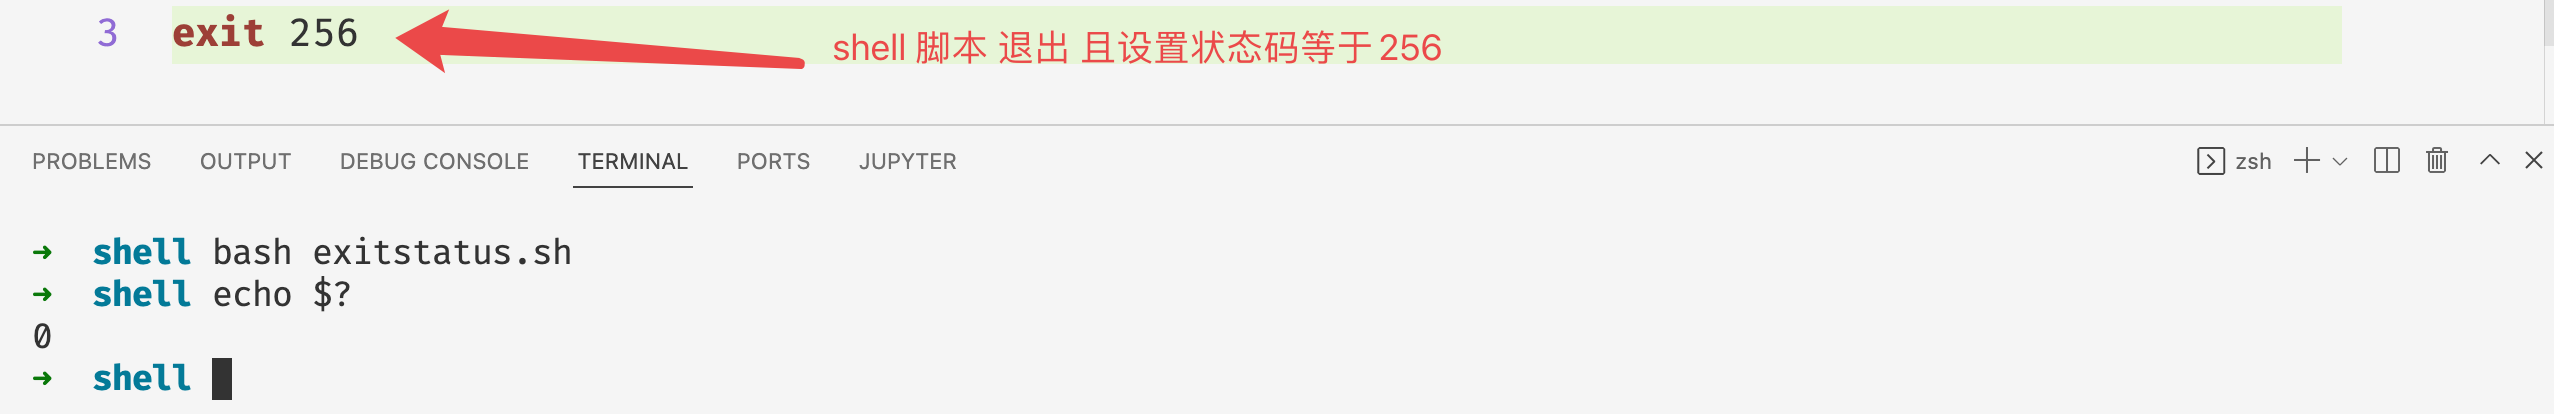 3 exit 256 shell 脚本 退出 且设置状态码等于 256
PROBLEMS OUTPUT DEBUG CONSOLE TERMINAL PORTS JUPYTER zsh
➜ shell bash exitstatus.sh
➜ shell echo $?
0
➜ shell